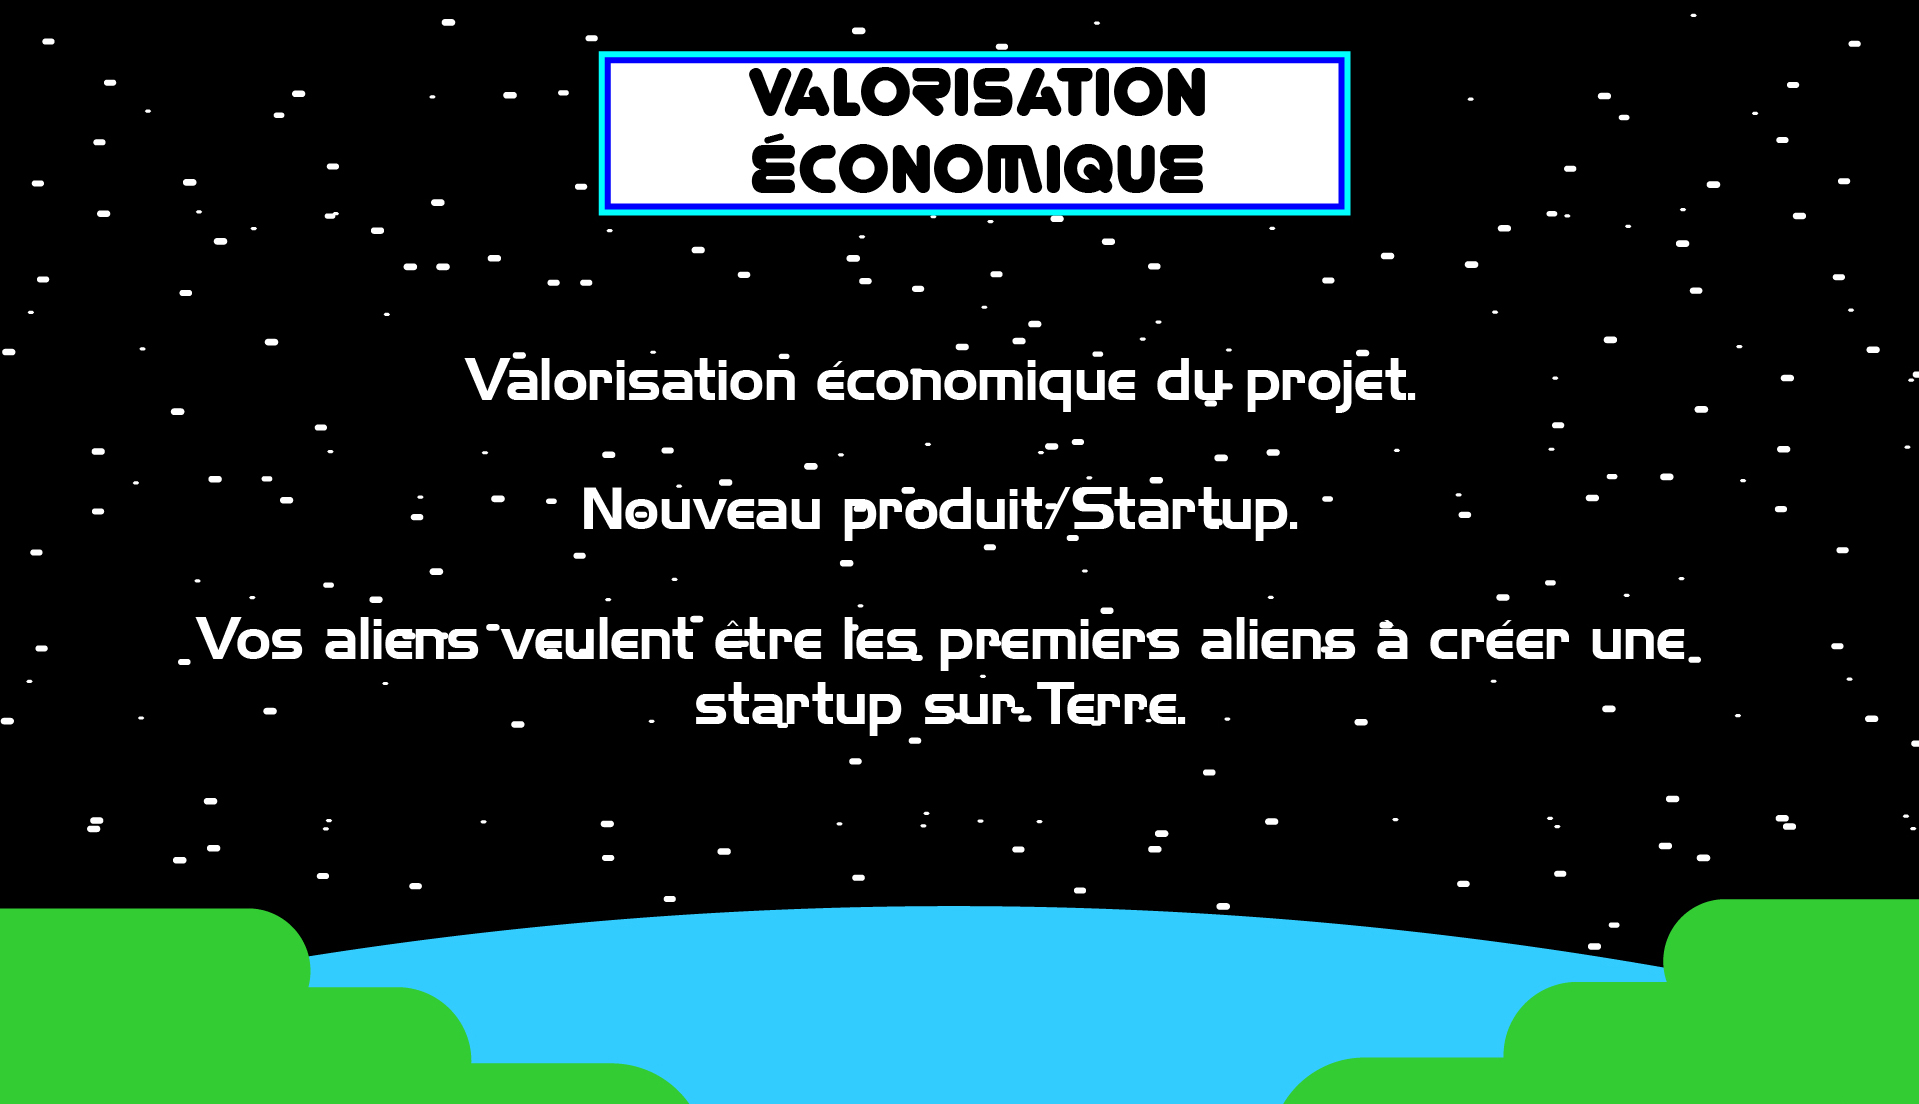 VALORISATION
ÉCONOMIQUE
Valorisation économique du projet.
Nouveau produit/Startup.
Vos aliens veulent être les premiers aliens à créer une
startup sur Terre.